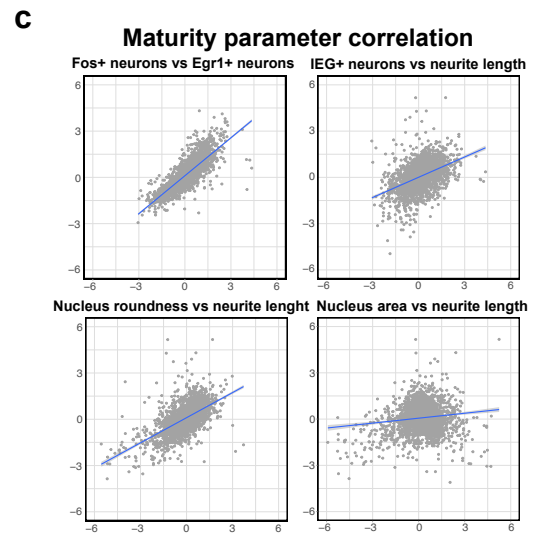 c
Maturity parameter correlation
Fos+ neurons vs Egr1+ neurons
IEG+ neurons vs neurite length
6
3
0
−3
−6
−6 −3 0 3 6
6
3
0
−3
−6
−6 −3 0 3 6
Nucleus roundness vs neurite lenght
Nucleus area vs neurite length
6
3
0
−3
−6
−6 −3 0 3 6
6
3
0
−3
−6
−6 −3 0 3 6